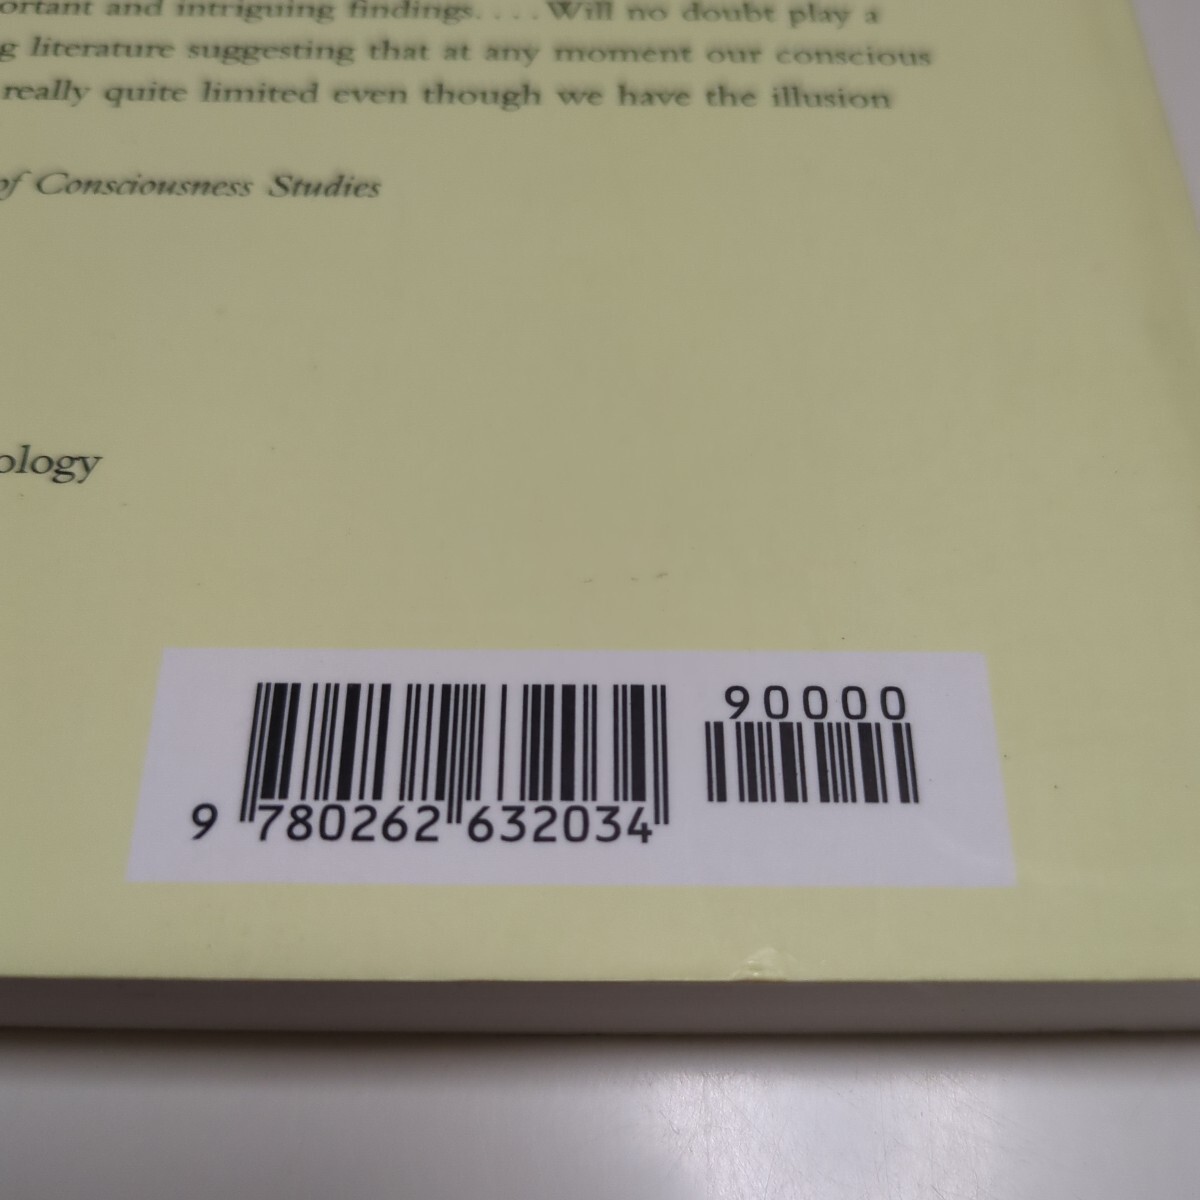 and intriguing findings. . . . Will no doubt play a
literature suggesting that at any moment our conscious
really quite limited even though we have the illusion
of Consciousness Studies
ology
90000
9 780262 632034